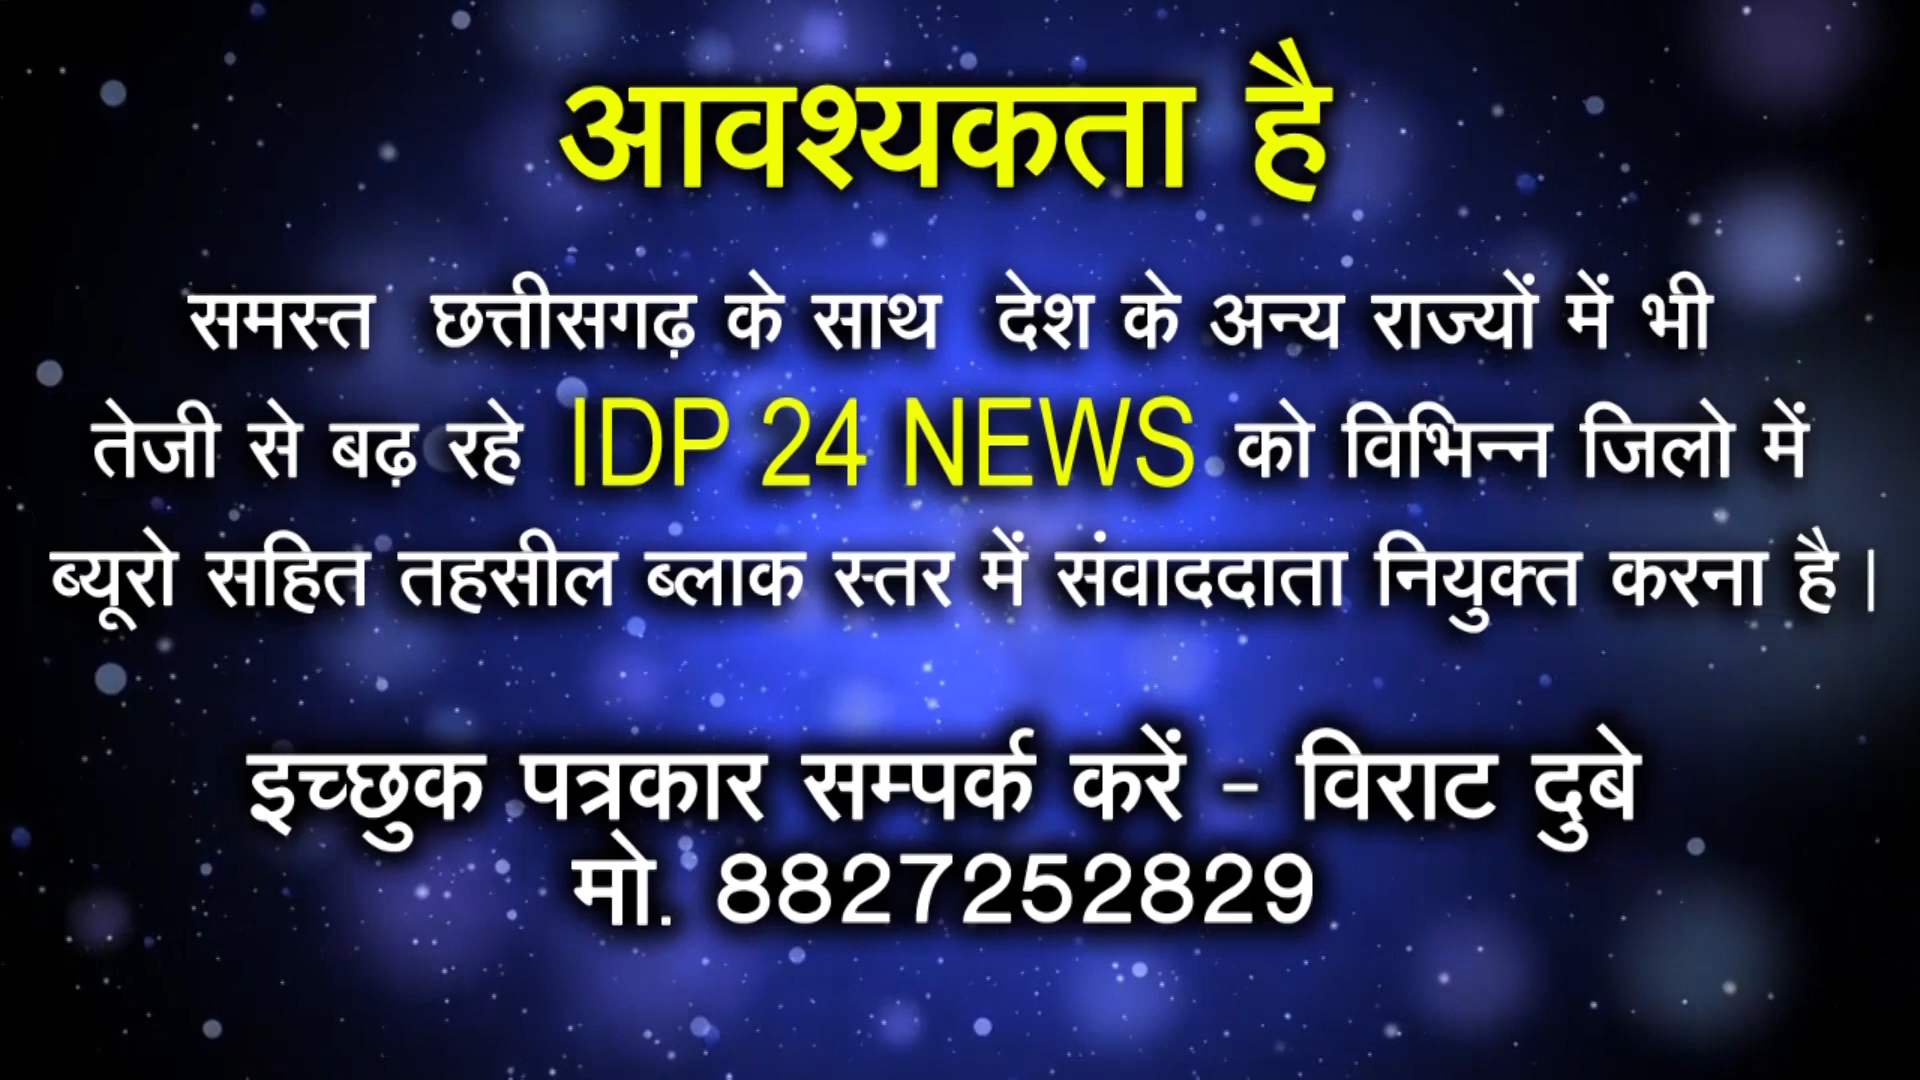 आवश्यकता है
समस्त छत्तीसगढ़ के साथ देश के अन्य राज्यों में भी
तेजी से बढ़ रहे IDP 24 NEWS को विभिन्न जिलो में
ब्यूरो सहित तहसील ब्लाक स्तर में संवाददाता नियुक्त करना है।
इच्छुक पत्रकार सम्पर्क करें - विराट दुबे
मो. 8827252829